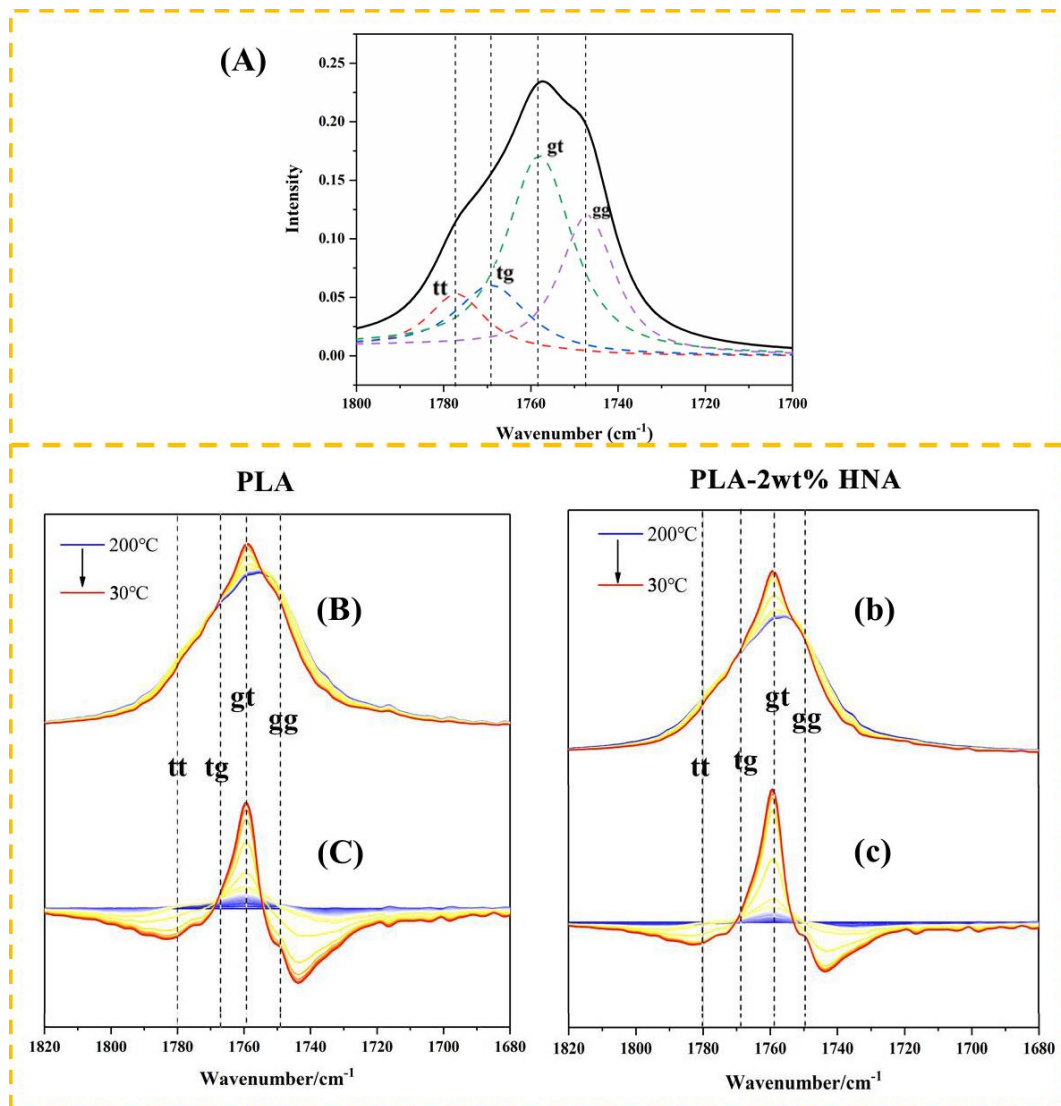 (A)
0.25
0.20
0.15
0.10
0.05
0.00
Intensity
tt
tg
gt
gg
1800
1780
1760
1740
1720
1700
Wavenumber (cm⁻¹)
PLA
200℃
30℃
(B)
gt
gg
tt
tg
(C)
1820
1800
1780
1760
1740
1720
1700
1680
Wavenumber/cm⁻¹
PLA-2wt% HNA
200℃
30℃
(b)
gt
gg
tt
tg
(c)
1820
1800
1780
1760
1740
1720
1700
1680
Wavenumber/cm⁻¹